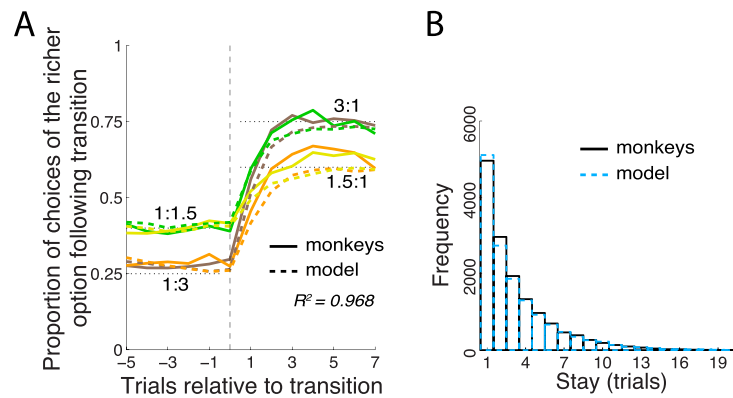 A
B
Proportion of choices of the richer
option following transition
1
0.75
0.5
0.25
0
3:1
1.5:1
1:1.5
1:3
monkeys
model
R² = 0.968
−5
−3
−1
1
3
5
7
Trials relative to transition
Frequency
6000
4000
2000
0
monkeys
model
1
4
7
10
13
16
19
Stay (trials)